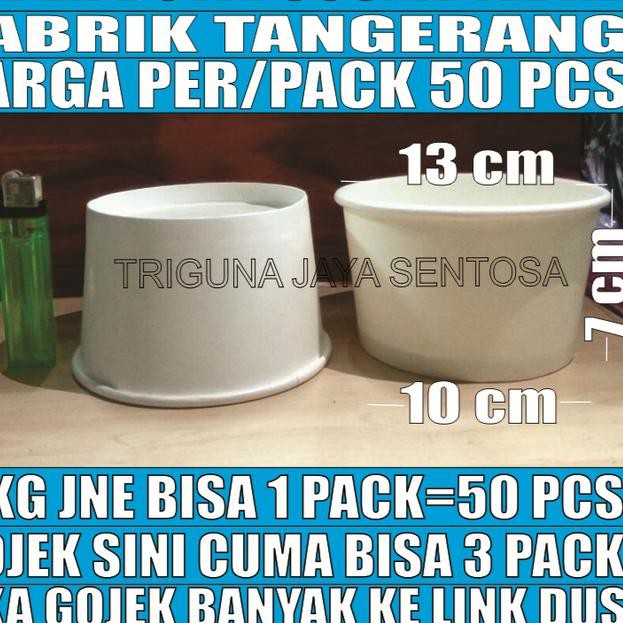 ABRIK TANGERANG
ARGA PER/PACK 50 PCS
13 cm
7 cm
TRIGUNA JAYA SENTOSA
10 cm
KG JNE BISA 1 PACK=50 PCS
OJEK SINI CUMA BISA 3 PACK
KA GOJEK BANYAK KE LINK DUS